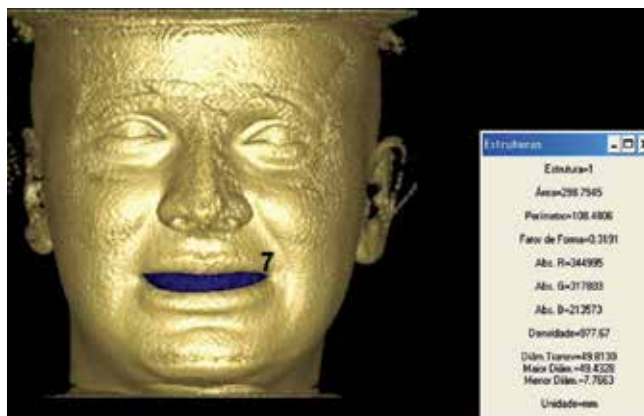 7
Estruturas
Estrutura=1
Área=298.7945
Perímetro=108.4806
Fator de Forma=0.3191
Abs. R=344995
Abs. G=317803
Abs. B=213573
Densidade=977.67
Diâm.Transv=49.8130
Maior Diâm.=49.4328
Menor Diâm.=7.7663
Unidade=mm